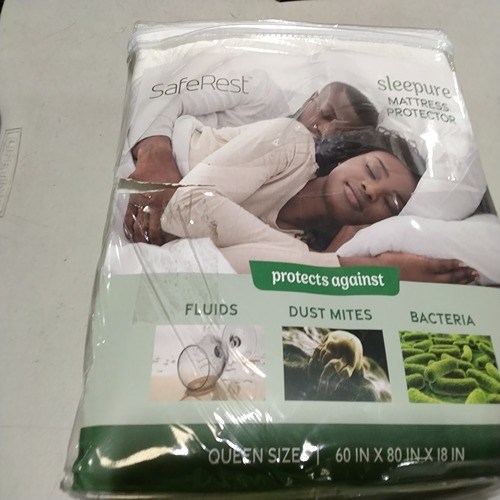 SafeRest
sleepure
MATTRESS
PROTECTOR
protects against
FLUIDS
DUST MITES
BACTERIA
QUEEN SIZE | 60 IN X 80 IN X 18 IN